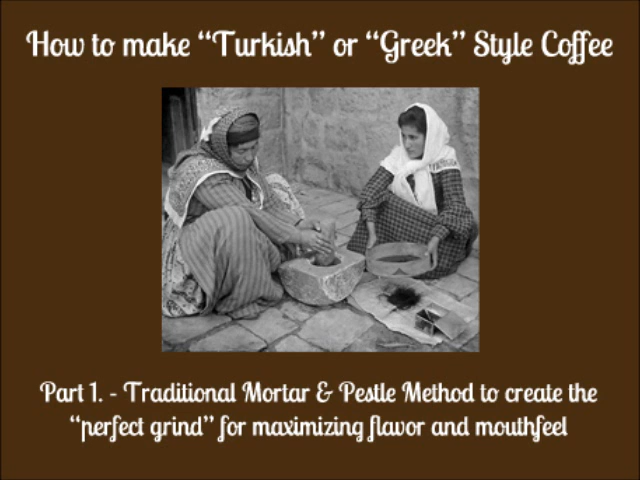 How to make “Turkish” or “Greek” Style Coffee
Part 1. - Traditional Mortar & Pestle Method to create the
“perfect grind” for maximizing flavor and mouthfeel